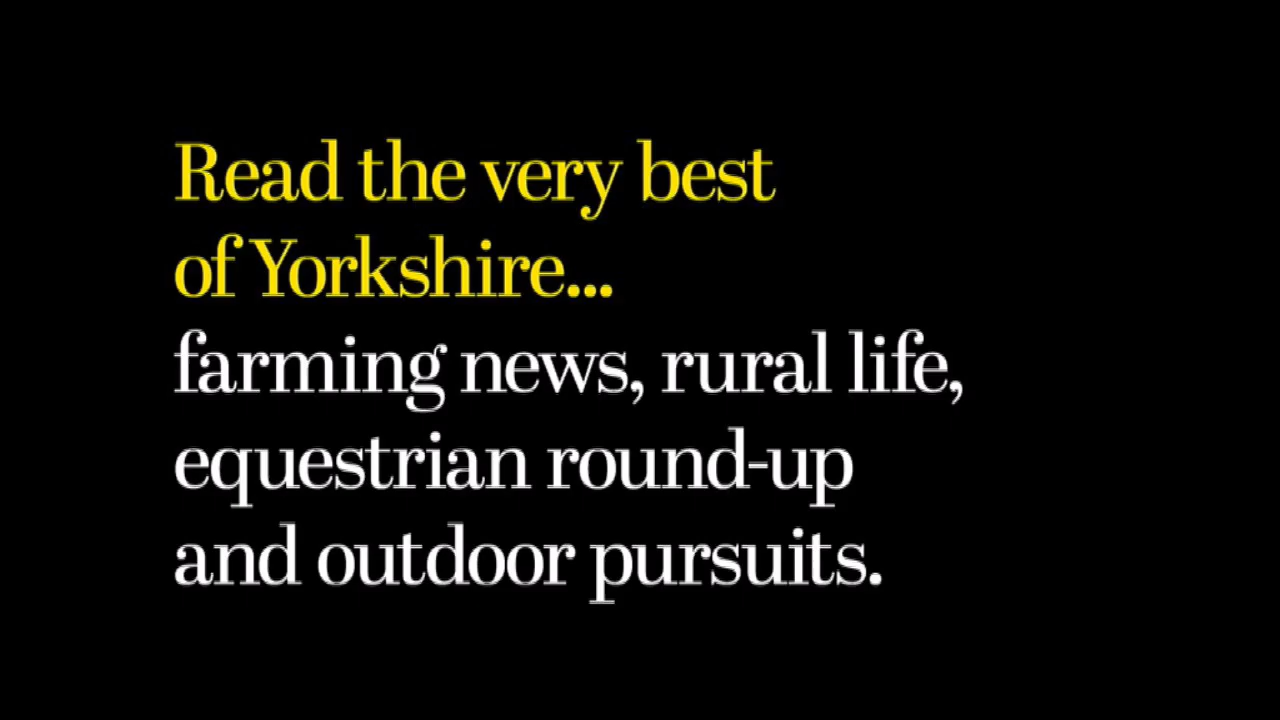 Read the very best
of Yorkshire...
farming news, rural life,
equestrian round-up
and outdoor pursuits.